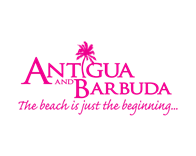 ANTIGUA
AND BARBUDA
The beach is just the beginning...